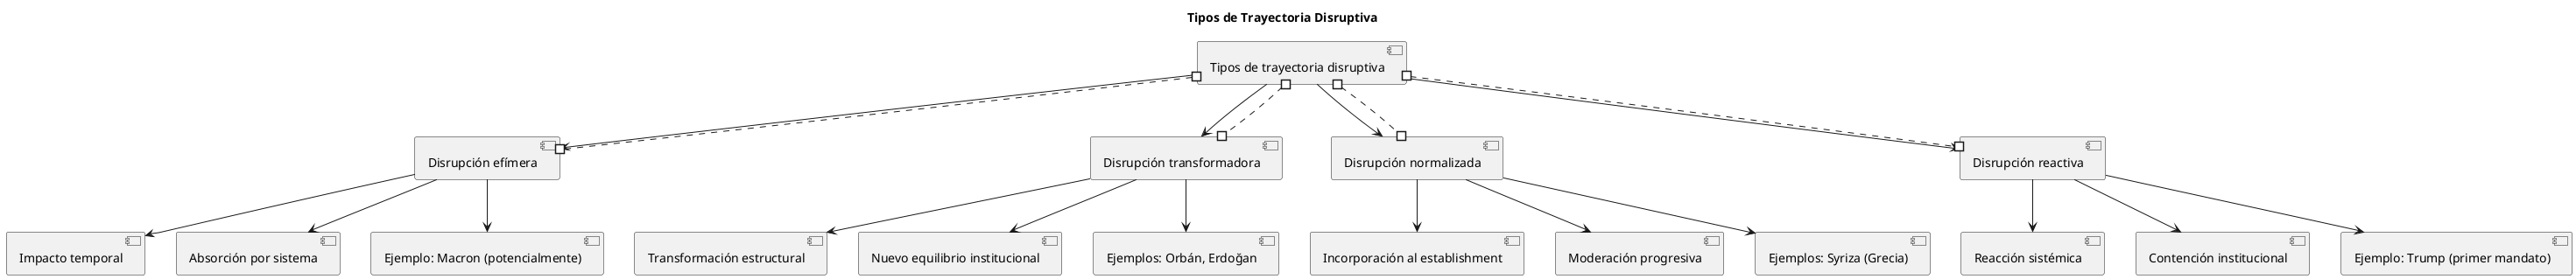 Tipos de Trayectoria Disruptiva
Tipos de trayectoria disruptiva
Disrupción efímera
Disrupción transformadora
Disrupción normalizada
Disrupción reactiva
Impacto temporal
Absorción por sistema
Ejemplo: Macron (potencialmente)
Transformación estructural
Nuevo equilibrio institucional
Ejemplos: Orbán, Erdoğan
Incorporación al establishment
Moderación progresiva
Ejemplos: Syriza (Grecia)
Reacción sistémica
Contención institucional
Ejemplo: Trump (primer mandato)